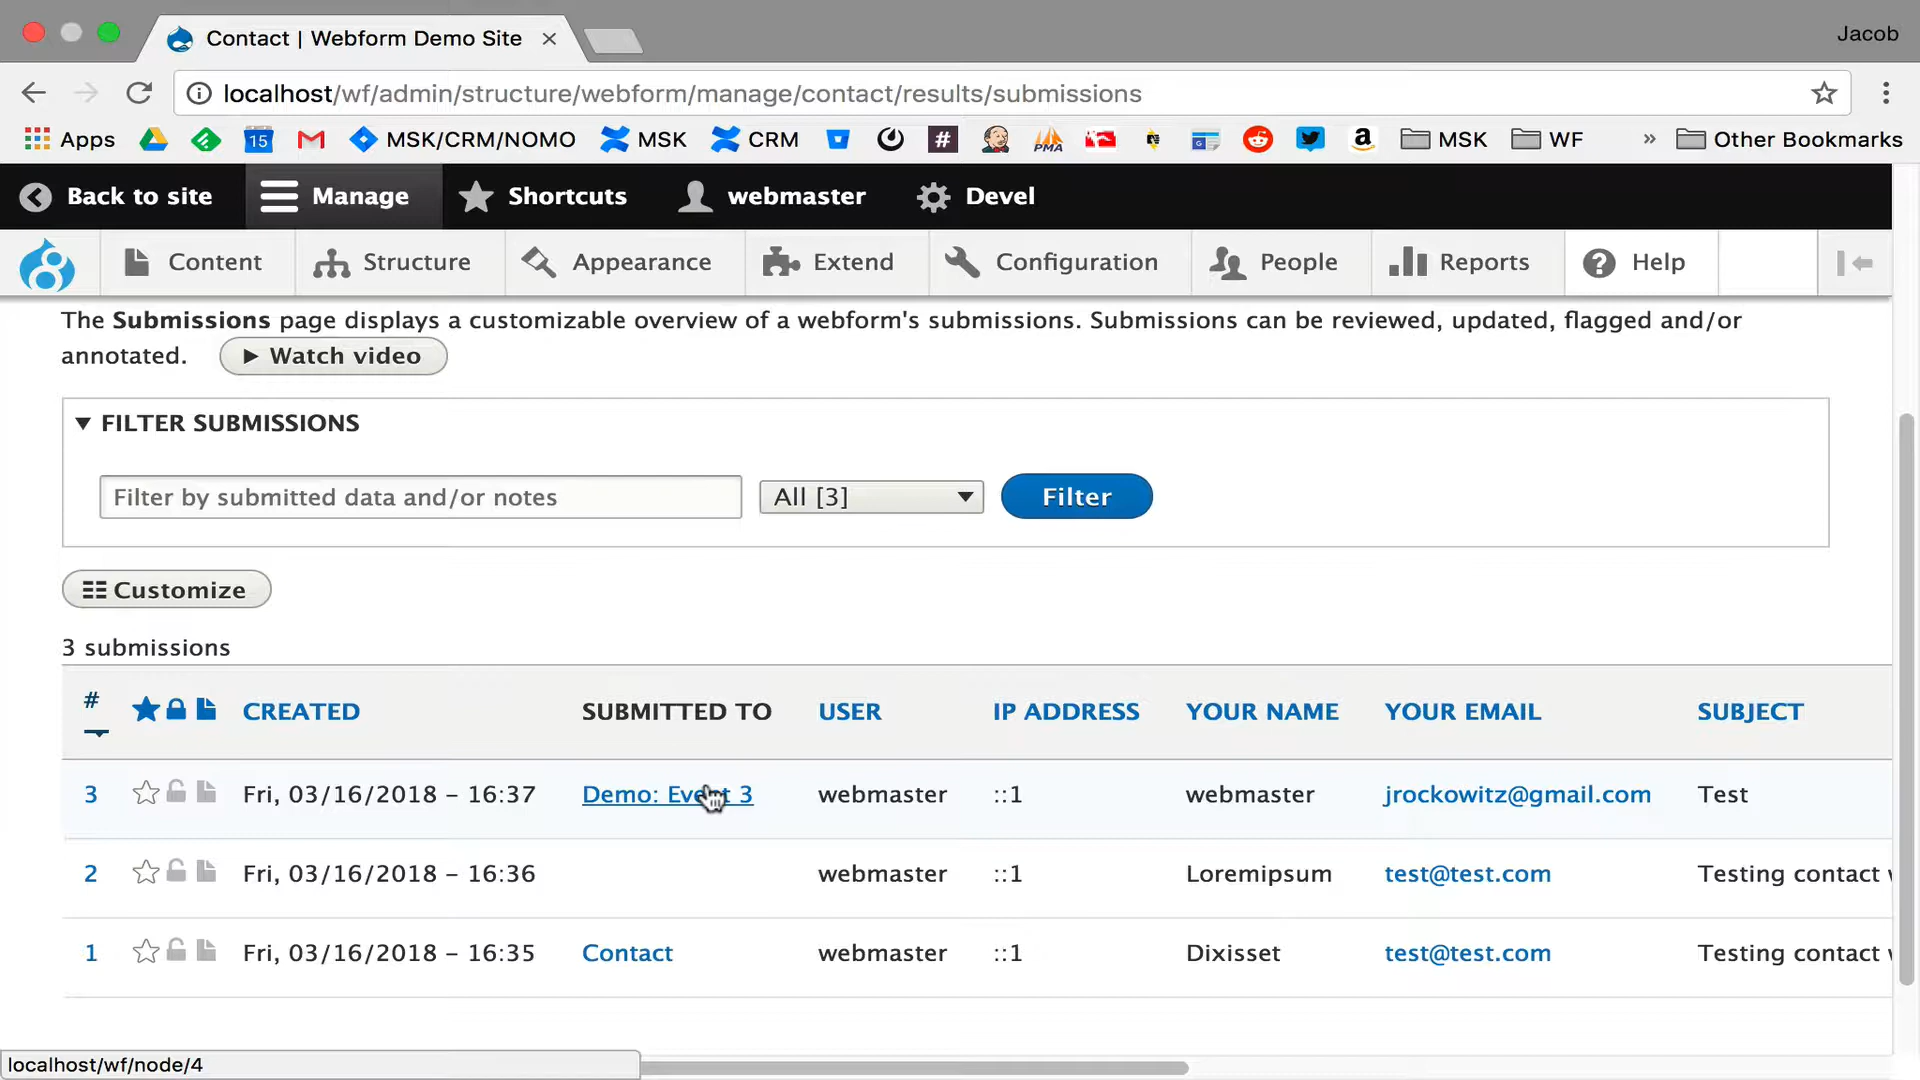 Contact | Webform Demo Site
Jacob
localhost/wf/admin/structure/webform/manage/contact/results/submissions
Apps 15 MSK/CRM/NOMO MSK CRM # PMA a MSK WF » Other Bookmarks
Back to site Manage Shortcuts webmaster Devel
Content Structure Appearance Extend Configuration People Reports Help
The Submissions page displays a customizable overview of a webform's submissions. Submissions can be reviewed, updated, flagged and/or
annotated. Watch video
FILTER SUBMISSIONS
Filter by submitted data and/or notes All [3] Filter
Customize
3 submissions
# CREATED SUBMITTED TO USER IP ADDRESS YOUR NAME YOUR EMAIL SUBJECT
3 Fri, 03/16/2018 – 16:37 Demo: Event 3 webmaster ::1 webmaster jrockowitz@gmail.com Test
2 Fri, 03/16/2018 – 16:36 webmaster ::1 Loremipsum test@test.com Testing contact
1 Fri, 03/16/2018 – 16:35 Contact webmaster ::1 Dixisset test@test.com Testing contact
localhost/wf/node/4